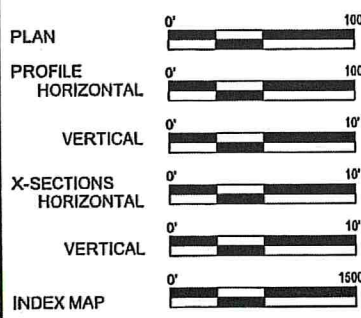 0' 100
PLAN
PROFILE
0' 100
HORIZONTAL
0' 10'
VERTICAL
X-SECTIONS
0' 10'
HORIZONTAL
0' 10'
VERTICAL
0' 1500
INDEX MAP